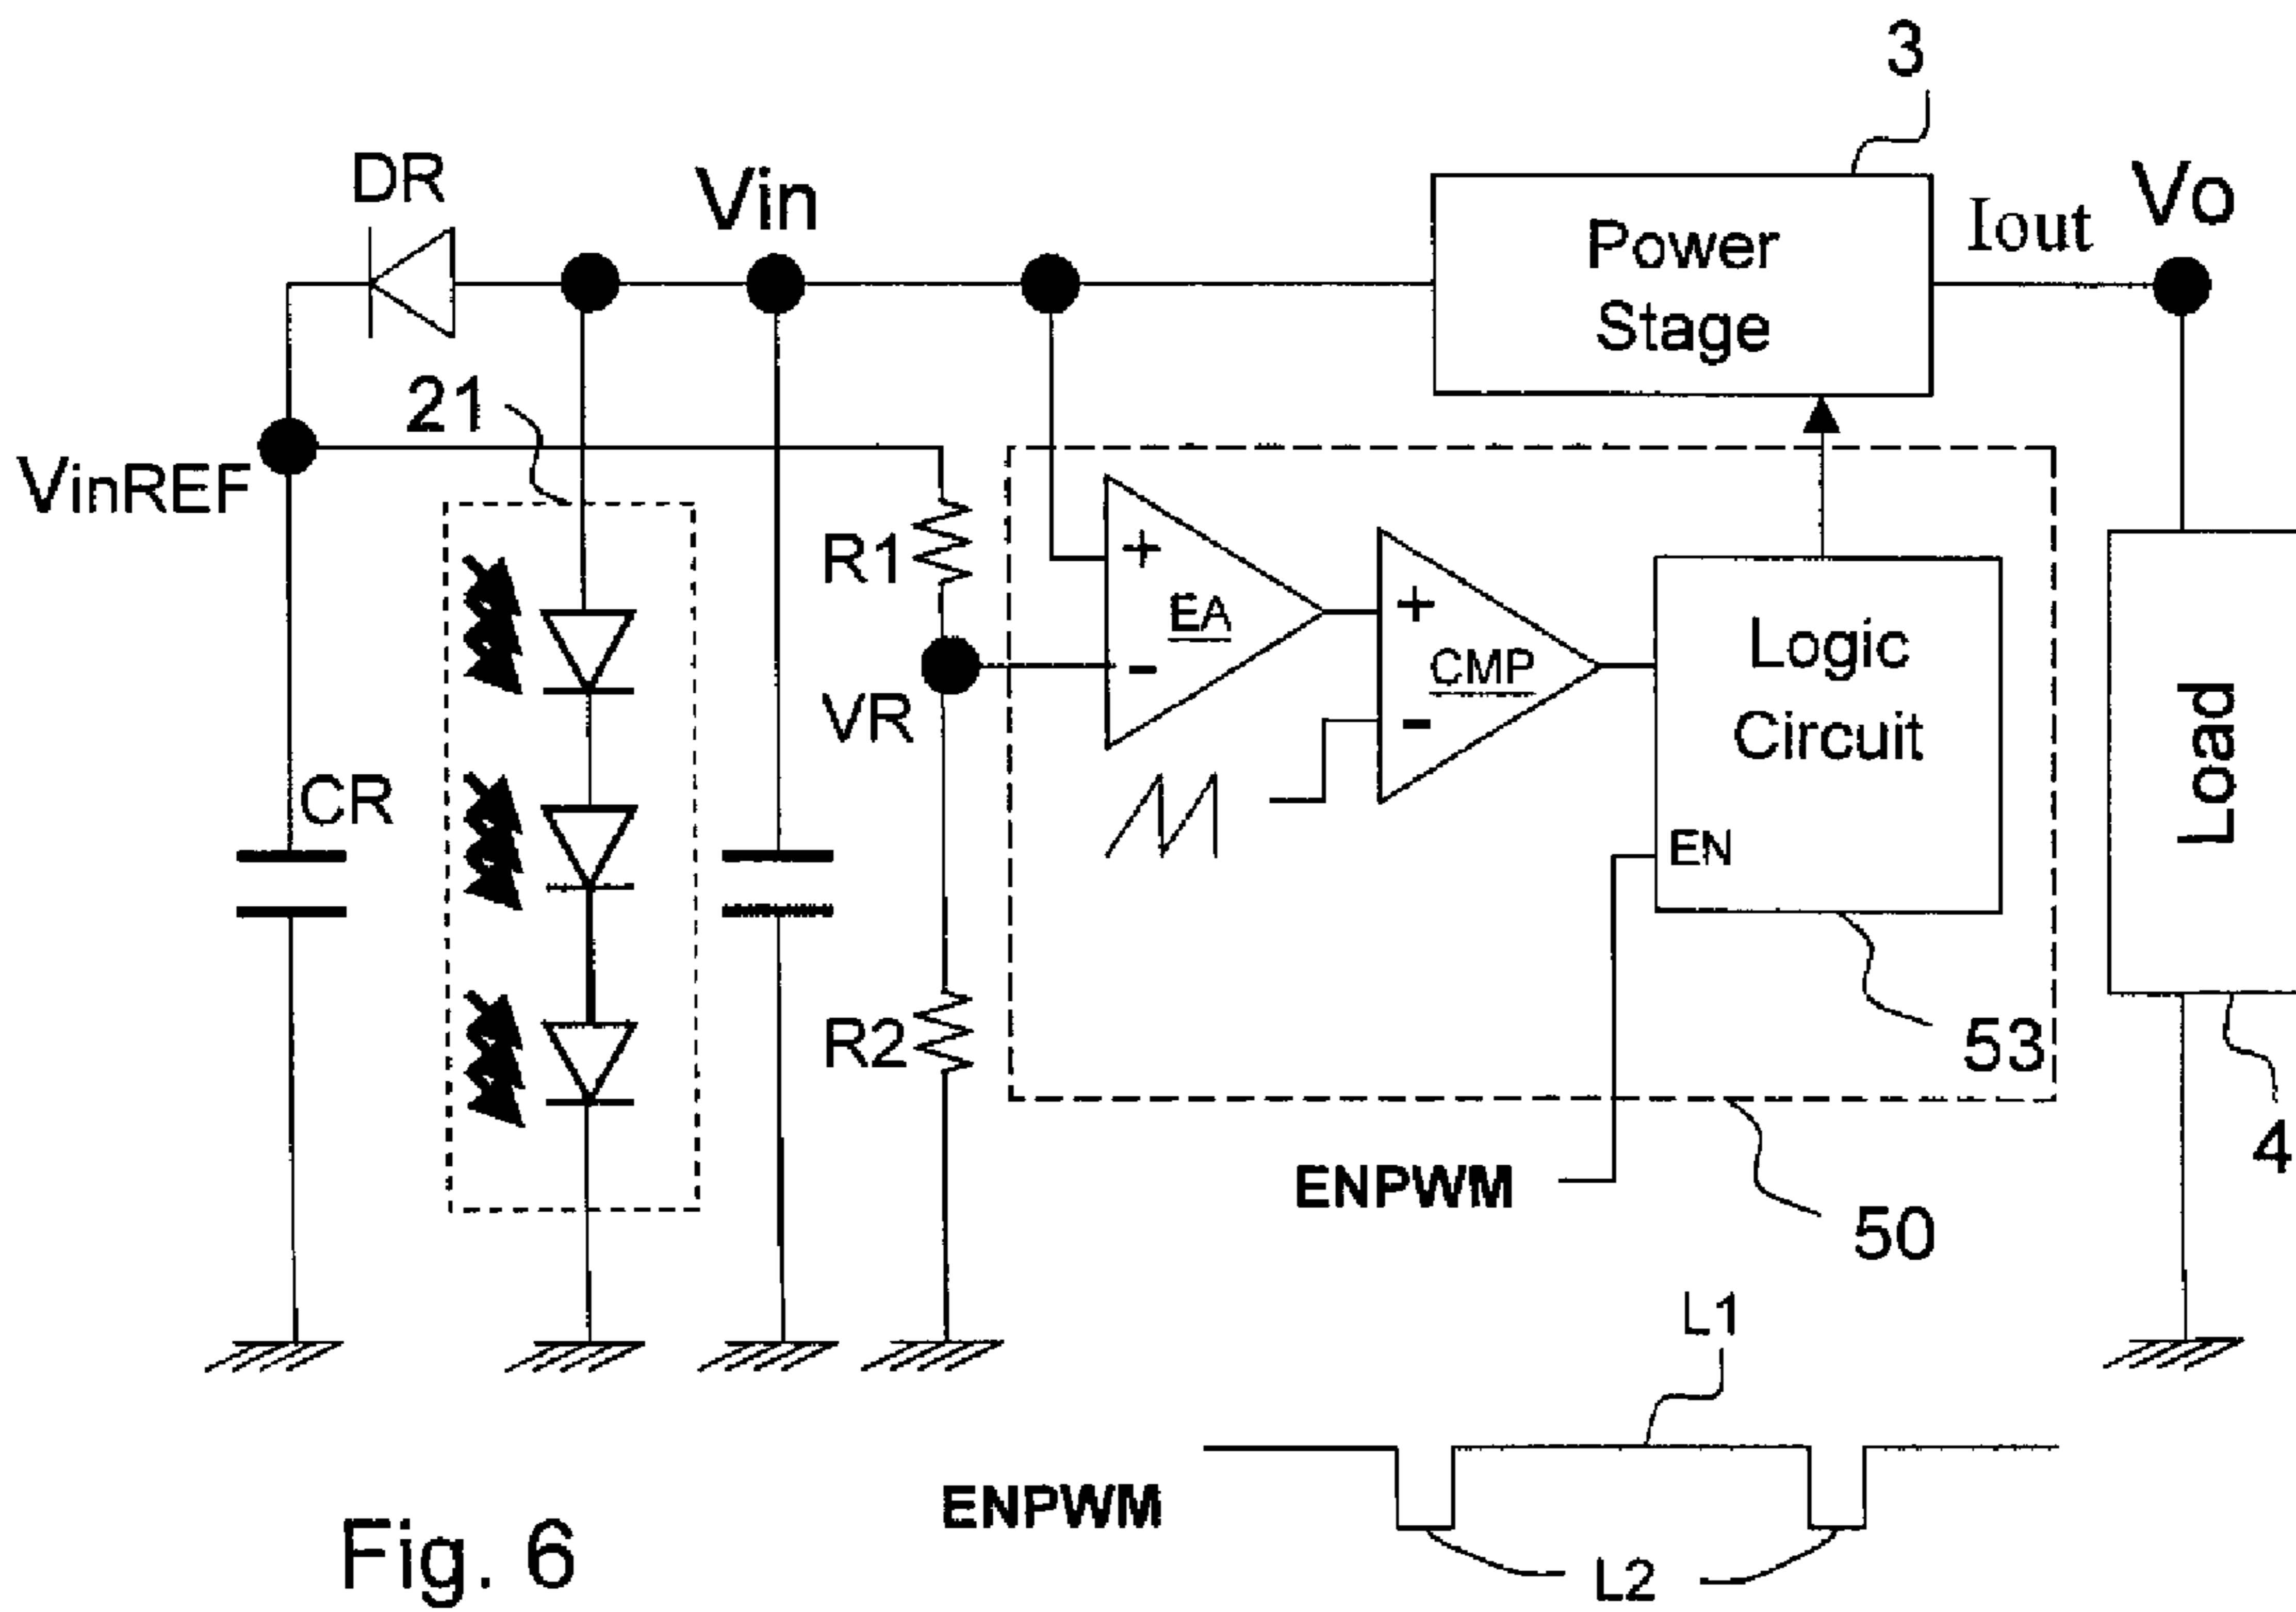 3
DR
Vin
Power
Stage
Iout
Vo
21
VinREF
R1
+
EA
-
+
CMP
-
Logic
Circuit
VR
CR
EN
Load
R2
53
ENPWM
50
4
L1
ENPWM
L2
Fig. 6